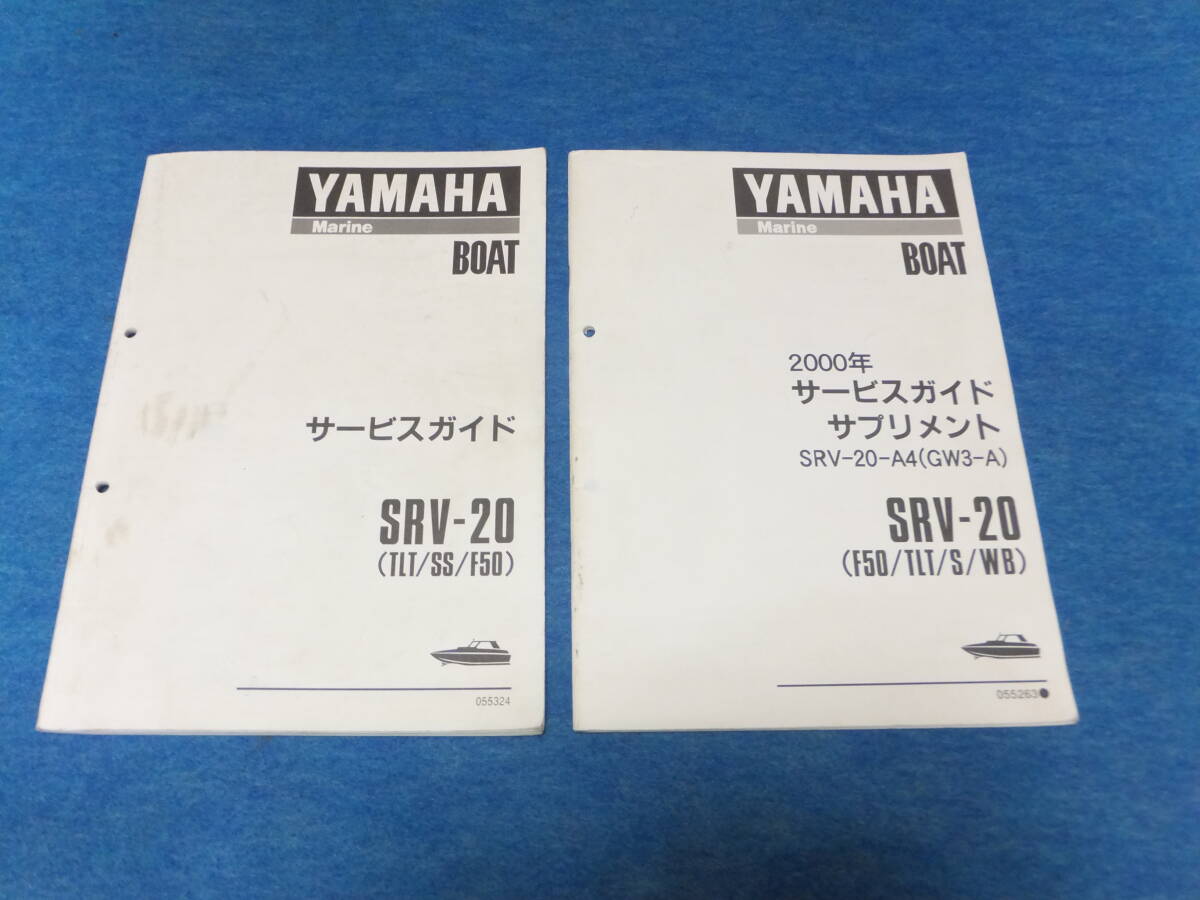 YAMAHA
Marine
BOAT
サービスガイド
SRV-20
(TLT/SS/F50)
055324
YAMAHA
Marine
BOAT
2000年
サービスガイド
サプリメント
SRV-20-A4(GW3-A)
SRV-20
(F50/TLT/S/WB)
055263●